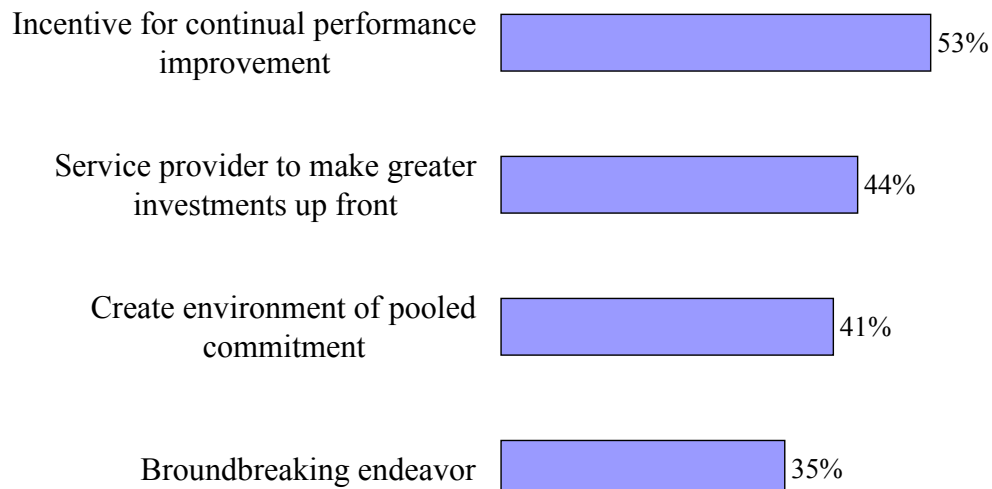 Incentive for continual performance
improvement
53%
Service provider to make greater
investments up front
44%
Create environment of pooled
commitment
41%
Broundbreaking endeavor
35%